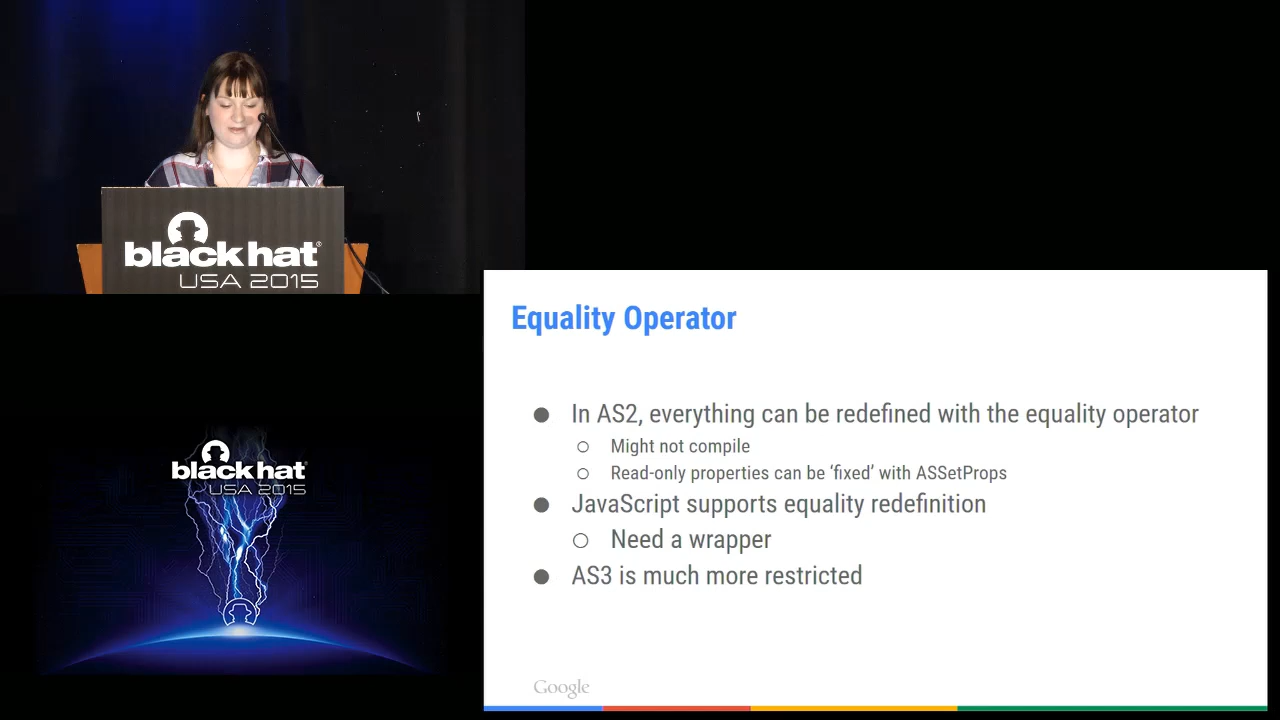 black hat®
USA 2015
Equality Operator
● In AS2, everything can be redefined with the equality operator
○ Might not compile
○ Read-only properties can be ‘fixed’ with ASSetProps
● JavaScript supports equality redefinition
○ Need a wrapper
● AS3 is much more restricted
Google
black hat®
USA 2015